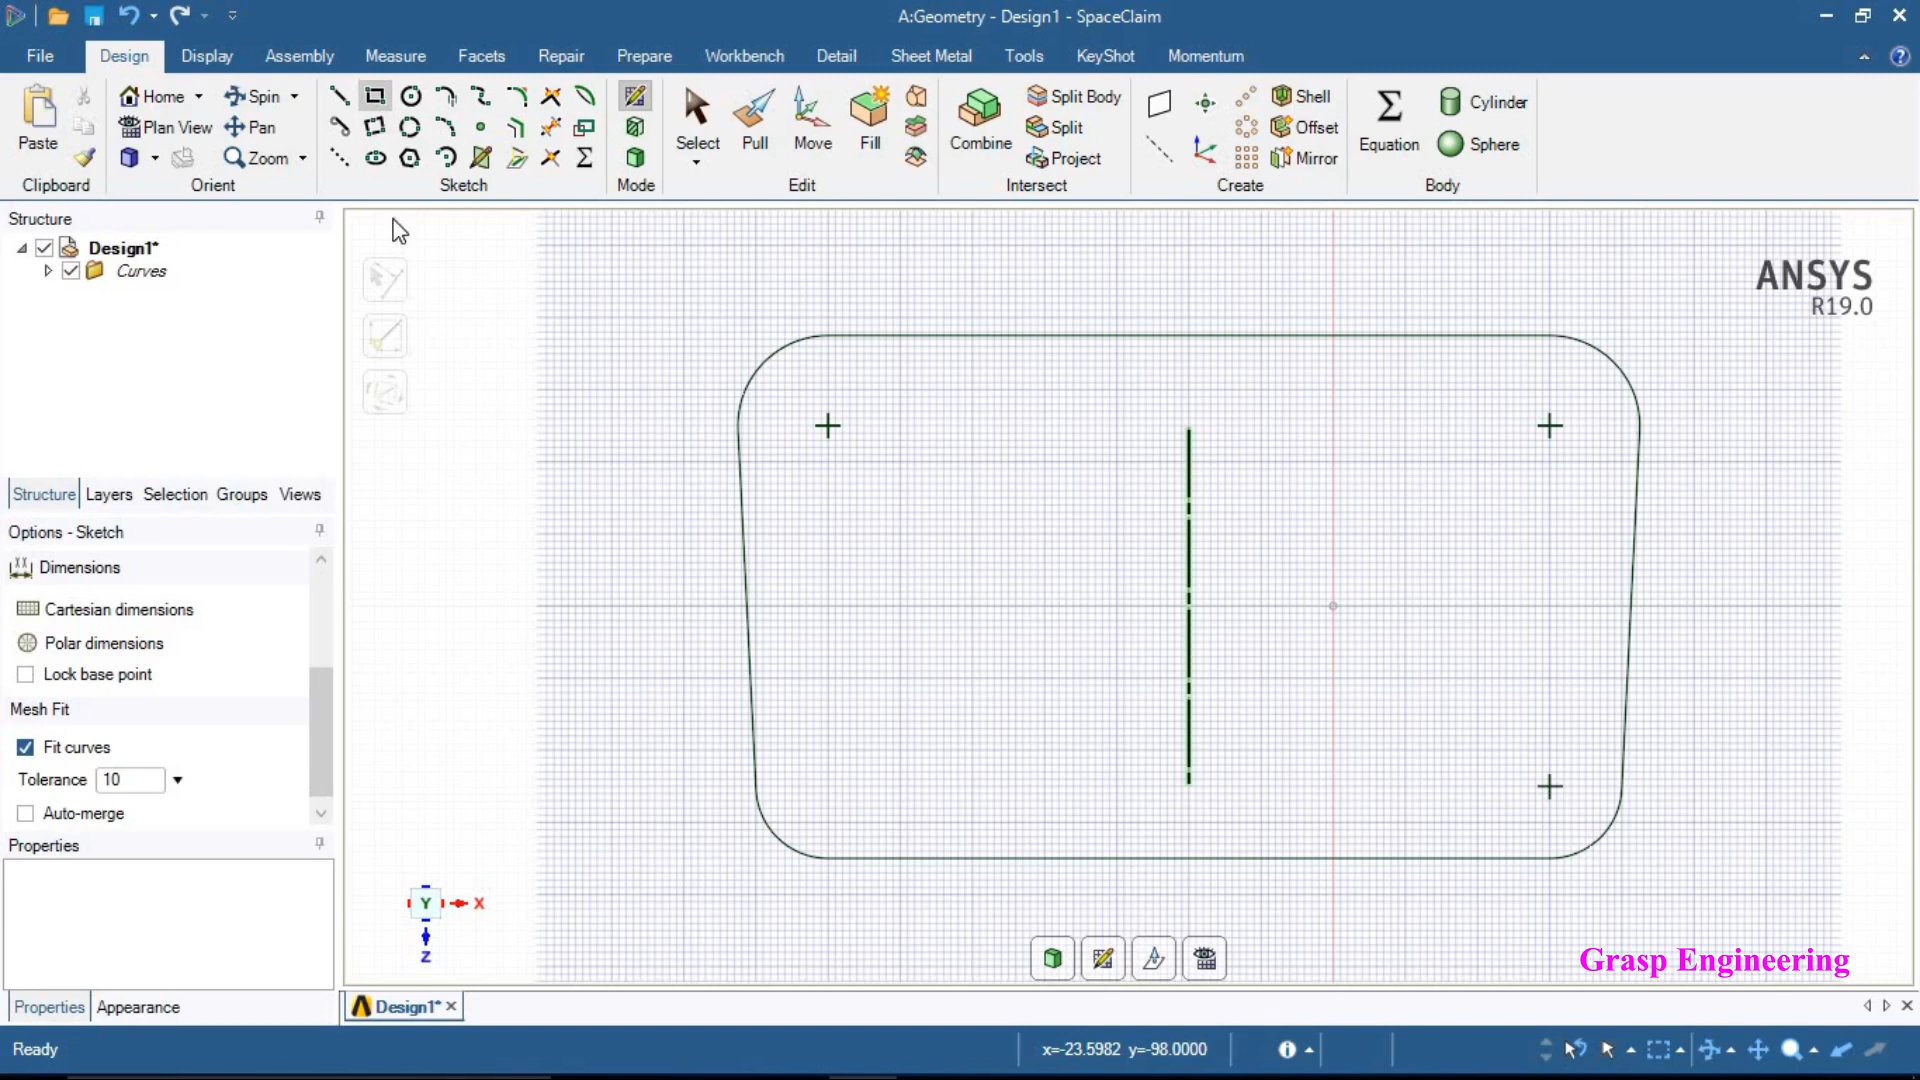 A:Geometry - Design1 - SpaceClaim
File Design Display Assembly Measure Facets Repair Prepare Workbench Detail Sheet Metal Tools KeyShot Momentum
Paste
Clipboard
Home Spin
Plan View Pan
Zoom
Orient
Sketch
Mode
Select Pull Move Fill
Edit
Combine Split Body
Split
Project
Intersect
Shell
Offset
Mirror
Create
Equation Cylinder
Sphere
Body
Structure
Design1*
Curves
Structure Layers Selection Groups Views
Options - Sketch
Dimensions
Cartesian dimensions
Polar dimensions
Lock base point
Mesh Fit
Fit curves
Tolerance 10
Auto-merge
Properties
Properties Appearance
ANSYS
R19.0
Y X
Z
Grasp Engineering
Design1*
Ready
x=-23.5982 y=-98.0000